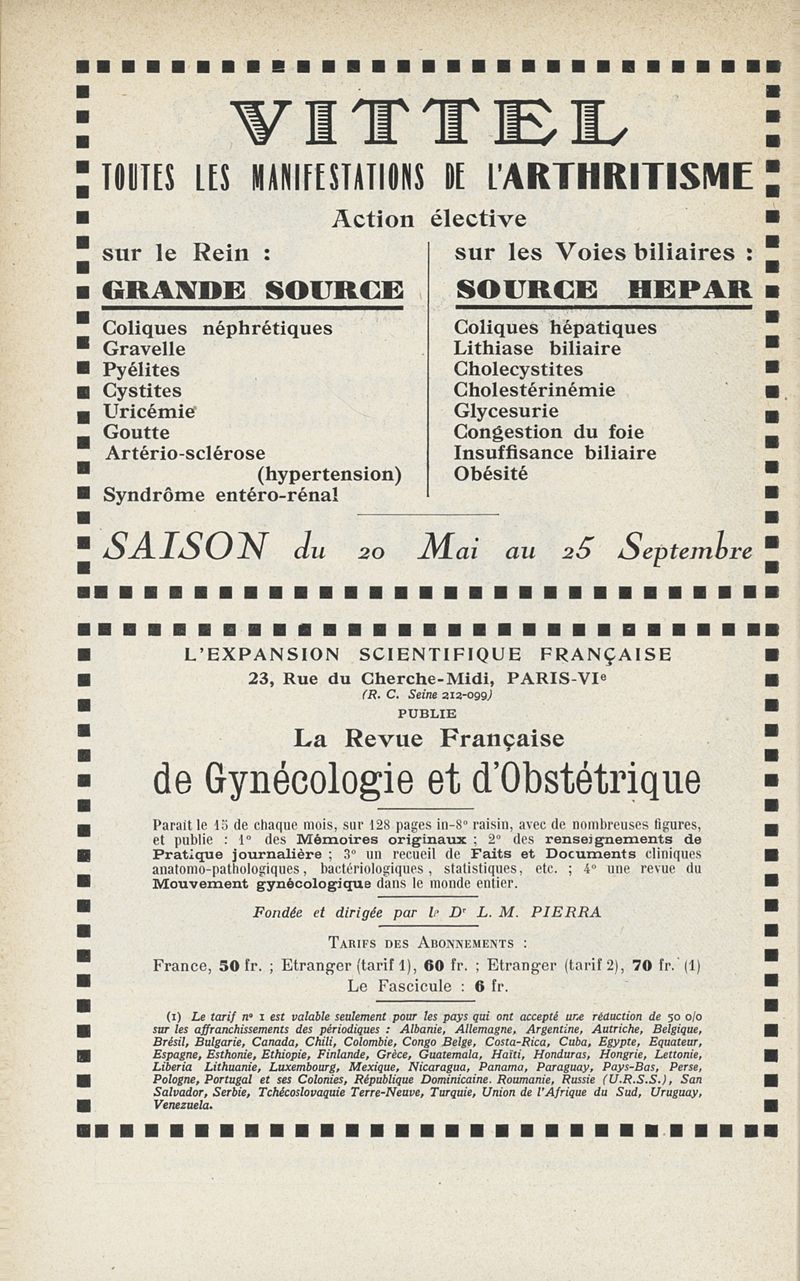 VITTEL
TOUTES LES MANIFESTATIONS DE L'ARTHRITISME
Action élective
sur le Rein :
GRANDE SOURCE
Coliques néphrétiques
Gravelle
Pyélites
Cystites
Uricémie
Goutte
Artério-sclérose
(hypertension)
Syndrôme entéro-rénal
sur les Voies biliaires :
SOURCE HEPAR
Coliques hépatiques
Lithiase biliaire
Cholecystites
Cholestérinémie
Glycesurie
Congestion du foie
Insuffisance biliaire
Obésité
SAISON du 20 Mai au 25 Septembre
L'EXPANSION SCIENTIFIQUE FRANÇAISE
23, Rue du Cherche-Midi, PARIS-VIe
(R. C. Seine 212-099)
PUBLIE
La Revue Française
de Gynécologie et d'Obstétrique
Parait le 15 de chaque mois, sur 128 pages in-8° raisin, avec de nombreuses figures,
et publie : 1° des Mémoires originaux ; 2° des renseignements de
Pratique journalière ; 3° un recueil de Faits et Documents cliniques
anatomo-pathologiques, bactériologiques, statistiques, etc. ; 4° une revue du
Mouvement gynécologique dans le monde entier.
Fondée et dirigée par le Dr L. M. PIERRA
TARIFS DES ABONNEMENTS :
France, 50 fr. ; Etranger (tarif 1), 60 fr. ; Etranger (tarif 2), 70 fr. (1)
Le Fascicule : 6 fr.
(1) Le tarif n° 1 est valable seulement pour les pays qui ont accepté une réduction de 50 o/o
sur les affranchissements des périodiques : Albanie, Allemagne, Argentine, Autriche, Belgique,
Brésil, Bulgarie, Canada, Chili, Colombie, Congo Belge, Costa-Rica, Cuba, Egypte, Equateur,
Espagne, Esthonie, Ethiopie, Finlande, Grèce, Guatemala, Haïti, Honduras, Hongrie, Lettonie,
Liberia Lithuanie, Luxembourg, Mexique, Nicaragua, Panama, Paraguay, Pays-Bas, Perse,
Pologne, Portugal et ses Colonies, République Dominicaine. Roumanie, Russie (U.R.S.S.), San
Salvador, Serbie, Tchécoslovaquie Terre-Neuve, Turquie, Union de l'Afrique du Sud, Uruguay,
Venezuela.